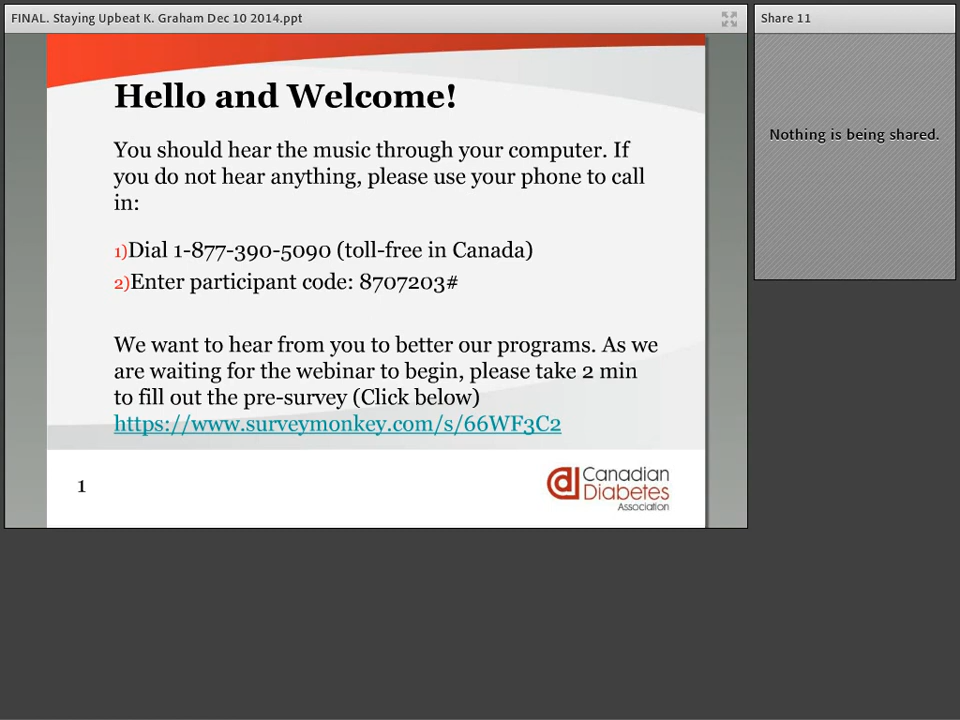 FINAL. Staying Upbeat K. Graham Dec 10 2014.ppt
Share 11
Nothing is being shared.
Hello and Welcome!
You should hear the music through your computer. If
you do not hear anything, please use your phone to call
in:
1)Dial 1-877-390-5090 (toll-free in Canada)
2)Enter participant code: 8707203#
We want to hear from you to better our programs. As we
are waiting for the webinar to begin, please take 2 min
to fill out the pre-survey (Click below)
https://www.surveymonkey.com/s/66WF3C2
1
Canadian
Diabetes
Association